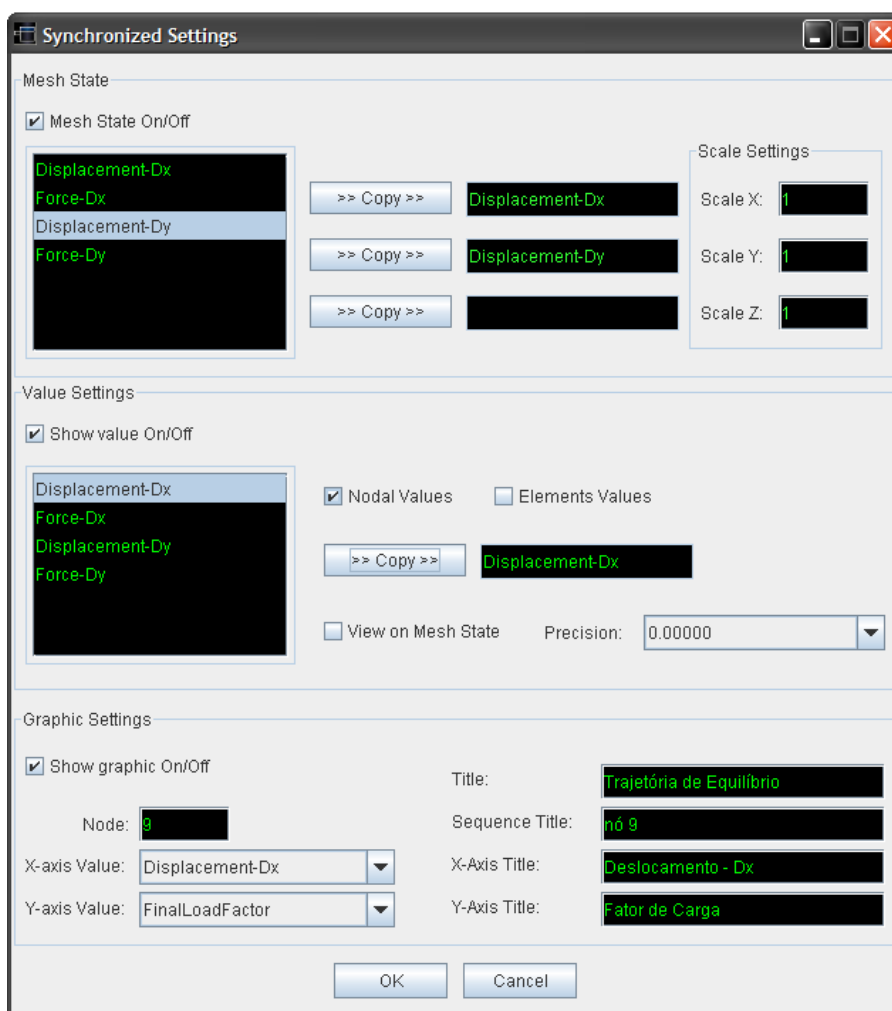 Synchronized Settings
Mesh State
Mesh State On/Off
Displacement-Dx
Force-Dx
Displacement-Dy
Force-Dy
>> Copy >>
Displacement-Dx
>> Copy >>
Displacement-Dy
>> Copy >>
Scale Settings
Scale X: 1
Scale Y: 1
Scale Z: 1
Value Settings
Show value On/Off
Displacement-Dx
Force-Dx
Displacement-Dy
Force-Dy
Nodal Values
Elements Values
>> Copy >>
Displacement-Dx
View on Mesh State
Precision: 0.00000
Graphic Settings
Show graphic On/Off
Node: 9
X-axis Value: Displacement-Dx
Y-axis Value: FinalLoadFactor
Title: Trajetória de Equilíbrio
Sequence Title: nó 9
X-Axis Title: Deslocamento - Dx
Y-Axis Title: Fator de Carga
OK
Cancel